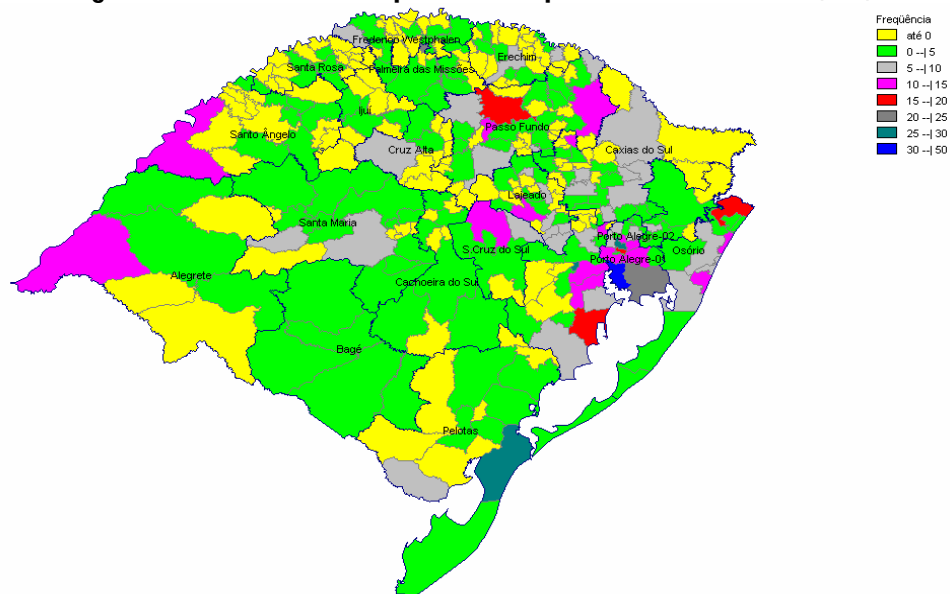 Freqüência
até 0
0 --| 5
5 --| 10
10 --| 15
15 --| 20
20 --| 25
25 --| 30
30 --| 50
Frederico Westphalen
Erechim
Santa Rosa
Palmeira das Missões
Ijuí
Passo Fundo
Santo Ângelo
Cruz Alta
Caxias do Sul
Lajeado
Santa Maria
S.Cruz do Sul
Porto Alegre-02
Osório
Porto Alegre-01
Alegrete
Cachoeira do Sul
Bagé
Pelotas